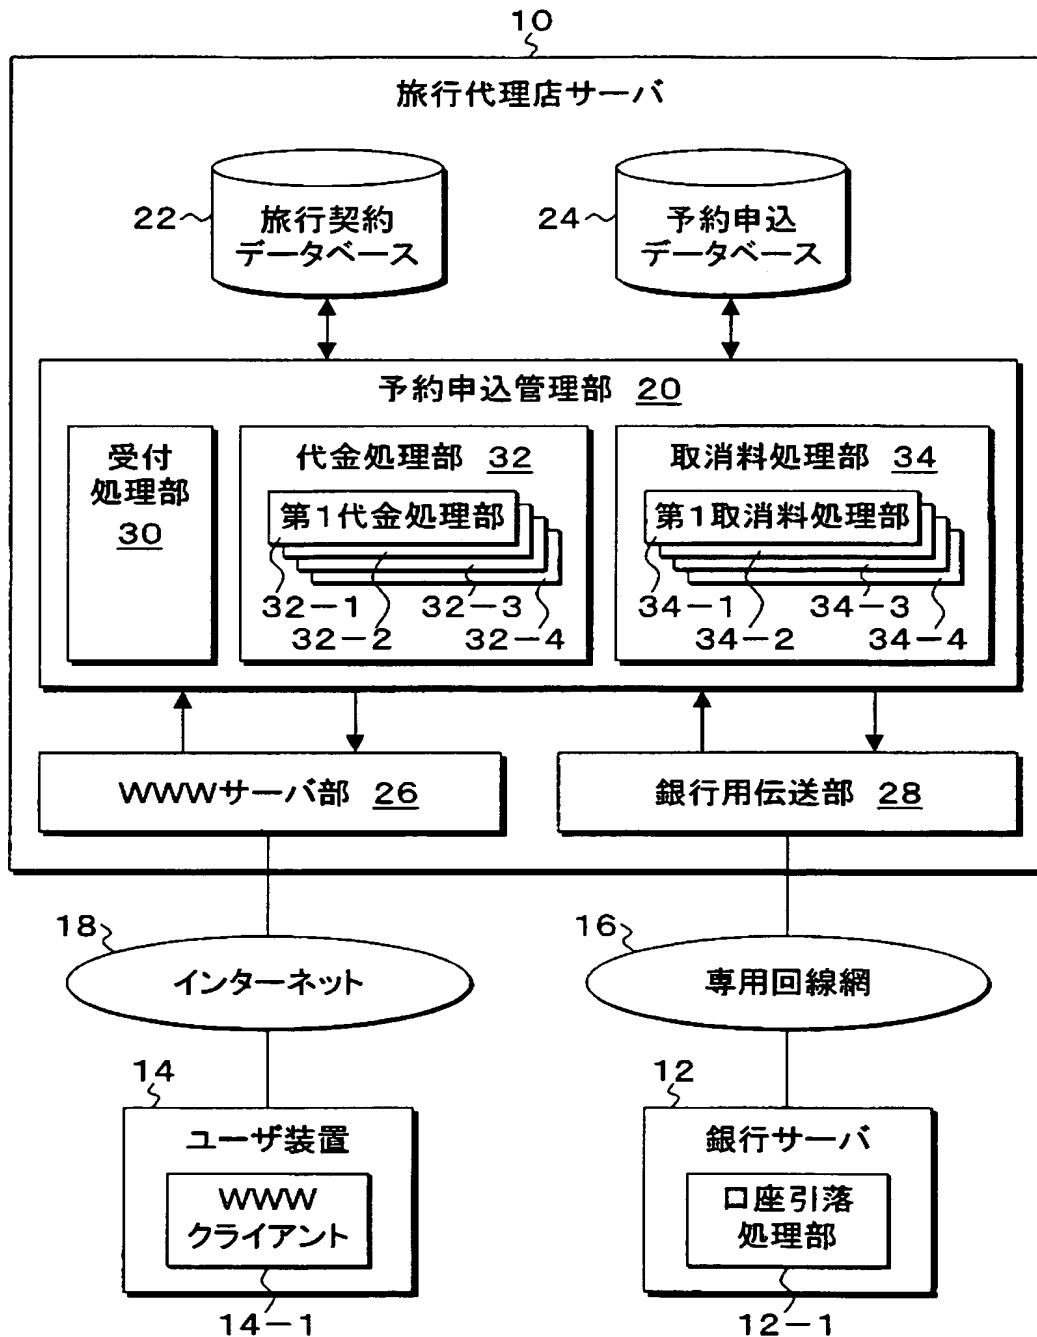 10
旅行代理店サーバ
22
旅行契約
データベース
24
予約申込
データベース
予約申込管理部 20
受付
処理部
30
代金処理部 32
第1代金処理部
32-1
32-2
32-3
32-4
取消料処理部 34
第1取消料処理部
34-1
34-2
34-3
34-4
WWWサーバ部 26
銀行用伝送部 28
18
インターネット
16
専用回線網
14
ユーザ装置
WWW
クライアント
14-1
12
銀行サーバ
口座引落
処理部
12-1